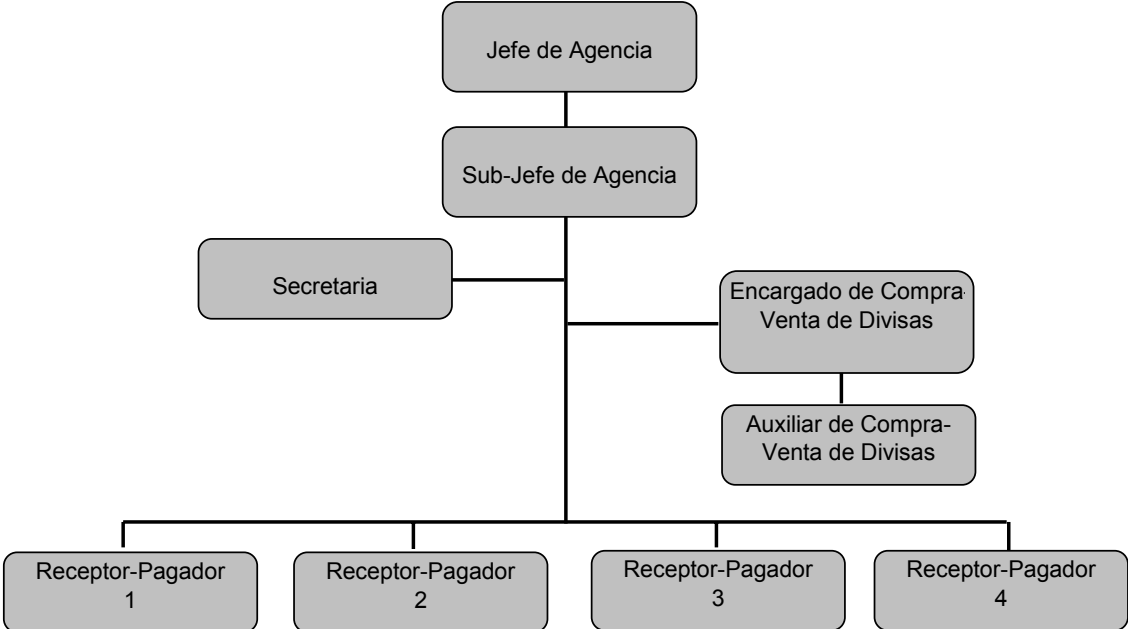 Jefe de Agencia
Sub-Jefe de Agencia
Secretaria
Encargado de Compra-
Venta de Divisas
Auxiliar de Compra-
Venta de Divisas
Receptor-Pagador
1
Receptor-Pagador
2
Receptor-Pagador
3
Receptor-Pagador
4